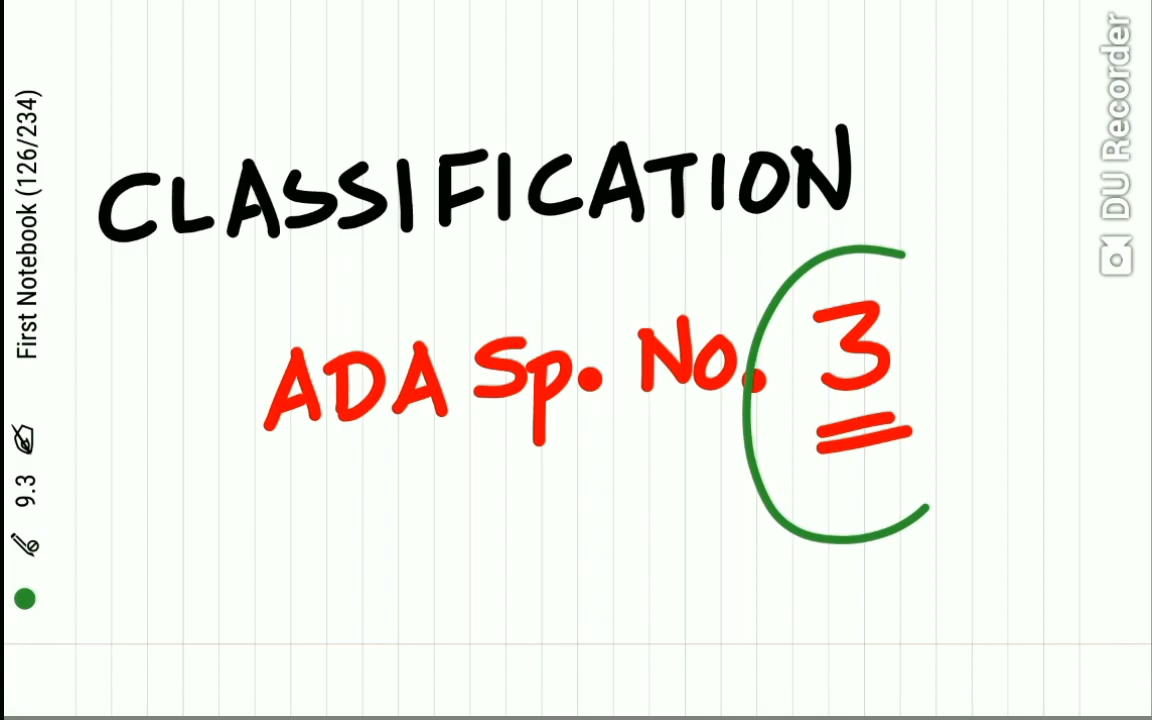 CLASSIFICATION
ADA Sp. No. 3
First Notebook (126/234)
9.3
DU Recorder